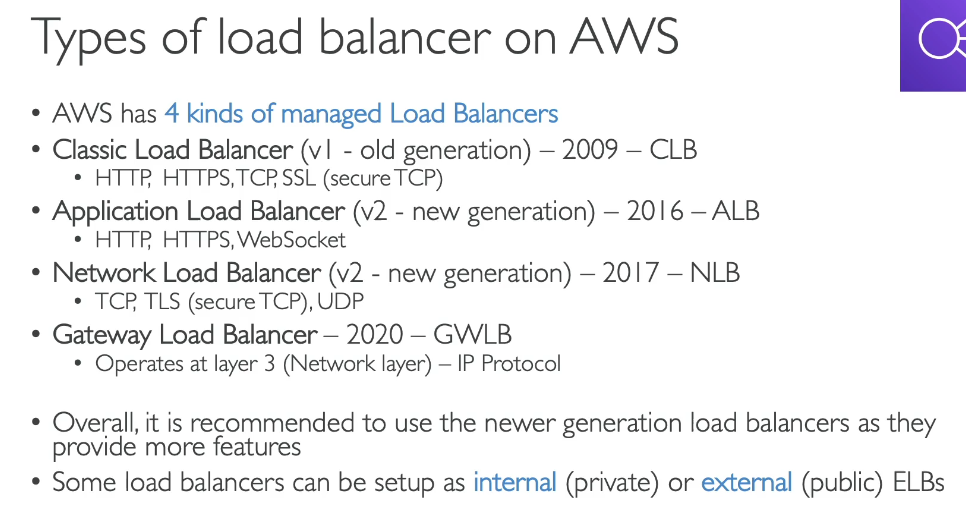 Types of load balancer on AWS
• AWS has 4 kinds of managed Load Balancers
• Classic Load Balancer (v1 - old generation) – 2009 – CLB
• HTTP, HTTPS, TCP, SSL (secure TCP)
• Application Load Balancer (v2 - new generation) – 2016 – ALB
• HTTP, HTTPS, WebSocket
• Network Load Balancer (v2 - new generation) – 2017 – NLB
• TCP, TLS (secure TCP), UDP
• Gateway Load Balancer – 2020 – GWLB
• Operates at layer 3 (Network layer) – IP Protocol
• Overall, it is recommended to use the newer generation load balancers as they
provide more features
• Some load balancers can be setup as internal (private) or external (public) ELBs